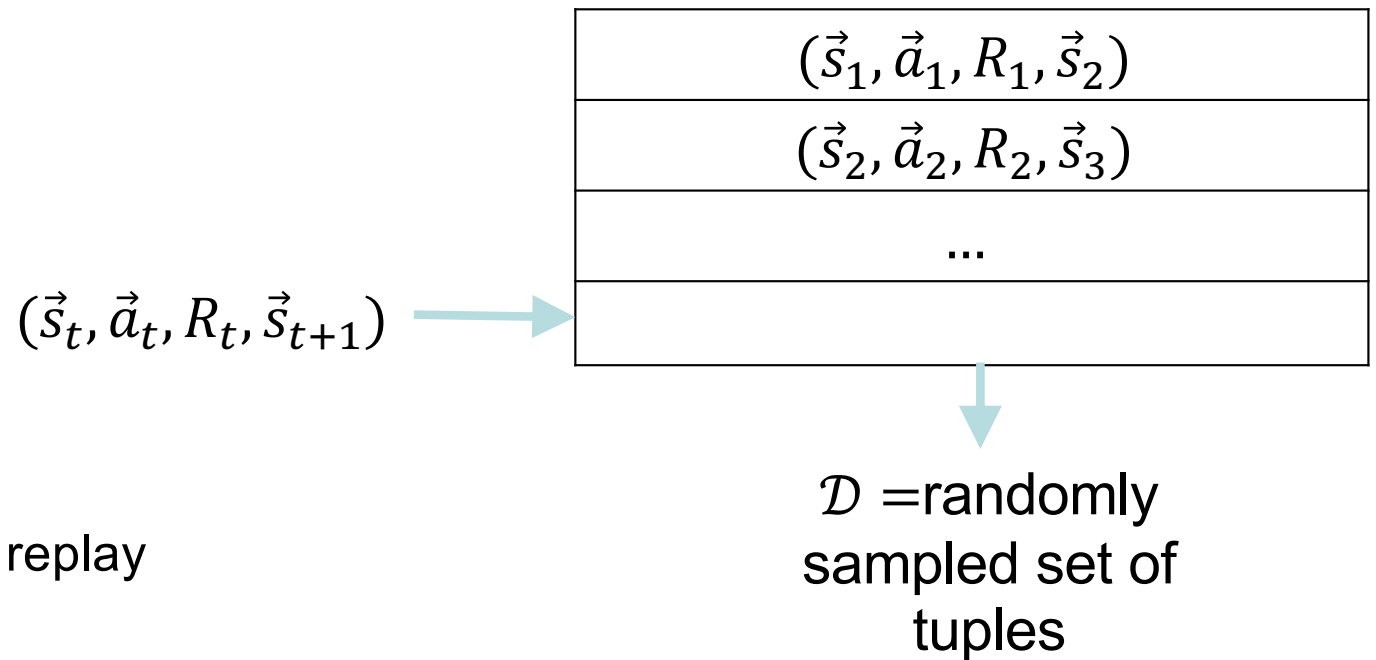 (s⃗₁, a⃗₁, R₁, s⃗₂)
(s⃗₂, a⃗₂, R₂, s⃗₃)
...
(s⃗ₜ, a⃗ₜ, Rₜ, s⃗ₜ₊₁)
replay
𝒟 =randomly
sampled set of
tuples